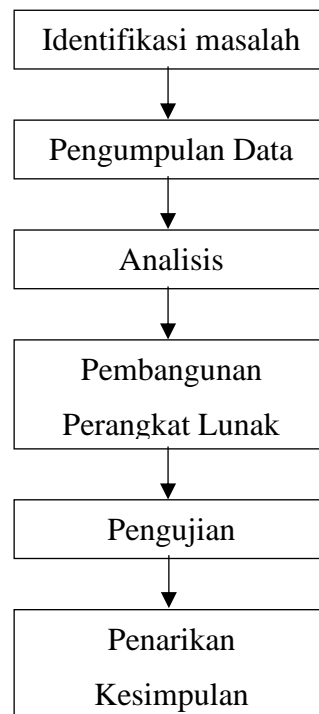 Identifikasi masalah
Pengumpulan Data
Analisis
Pembangunan
Perangkat Lunak
Pengujian
Penarikan
Kesimpulan